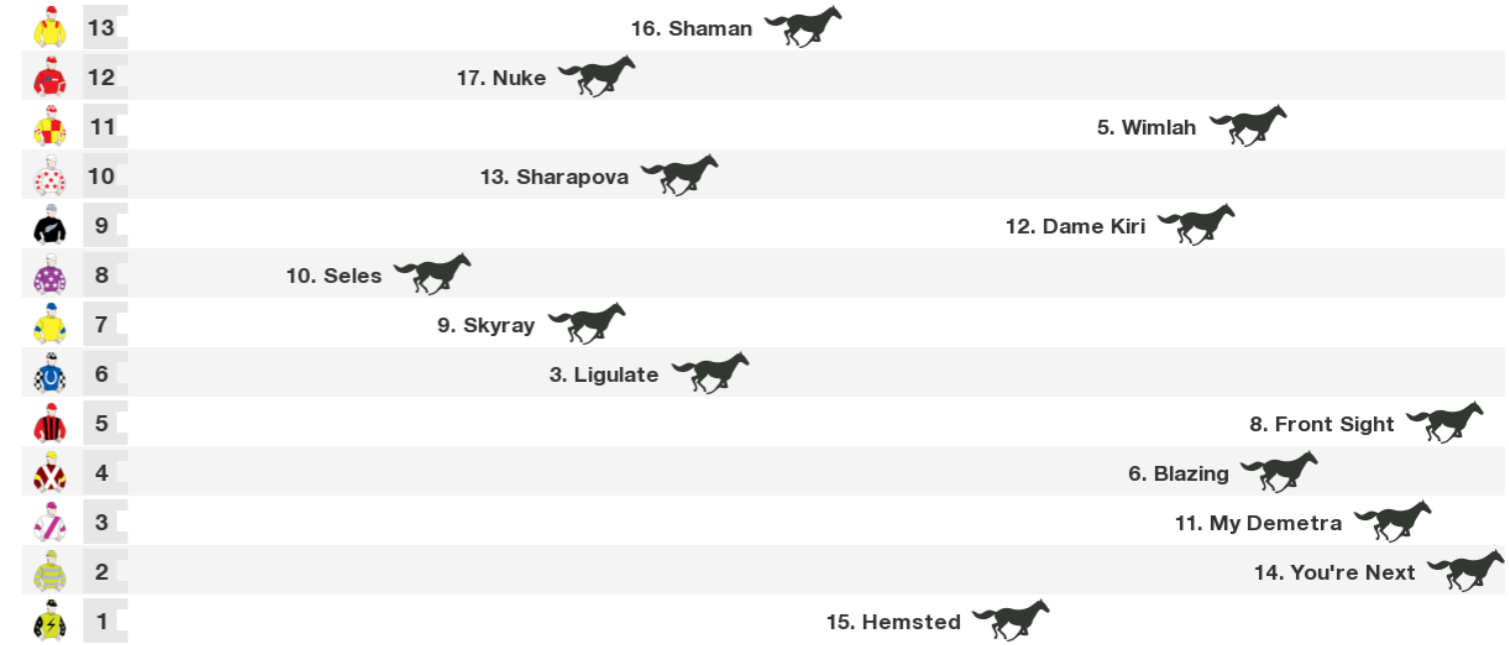 13 16. Shaman
12 17. Nuke
11 5. Wimlah
10 13. Sharapova
9 12. Dame Kiri
8 10. Seles
7 9. Skyray
6 3. Ligulate
5 8. Front Sight
4 6. Blazing
3 11. My Demetra
2 14. You're Next
1 15. Hemsted